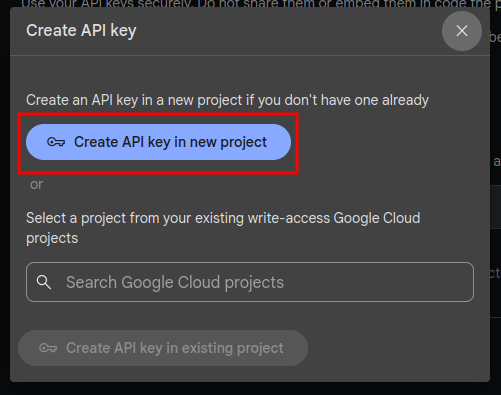 Use your API keys securely. Do not share them or embed them in code the p
Create API key
be
Create an API key in a new project if you don't have one already
Create API key in new project
a
or
Select a project from your existing write-access Google Cloud
projects
Search Google Cloud projects
ct
Create API key in existing project